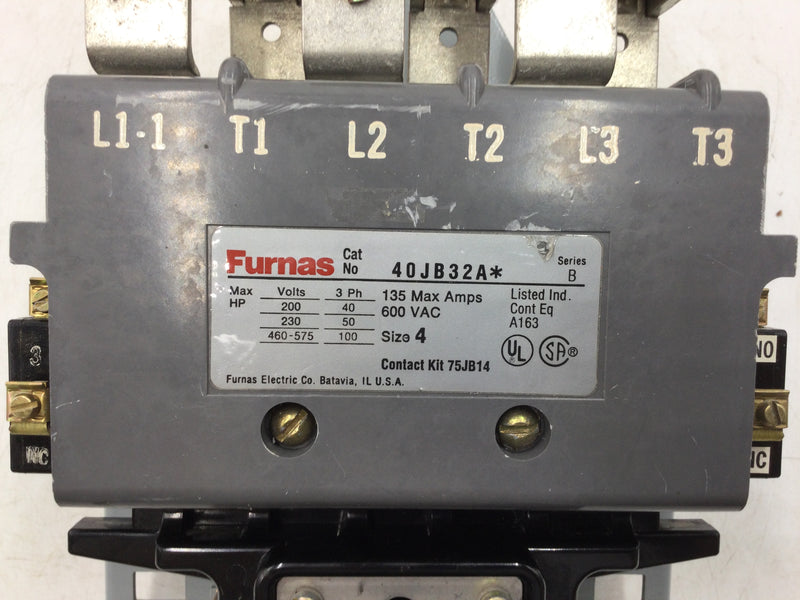 L1-1 T1 L2 T2 L3 T3
Furnas Cat No 40JB32A* Series B
Max HP Volts 3 Ph 135 Max Amps Listed Ind.
200 40 600 VAC Cont Eq
230 50 A163
460-575 100 Size 4 UL SA®
Contact Kit 75JB14
Furnas Electric Co. Batavia, IL U.S.A.
3 NO
NC NC